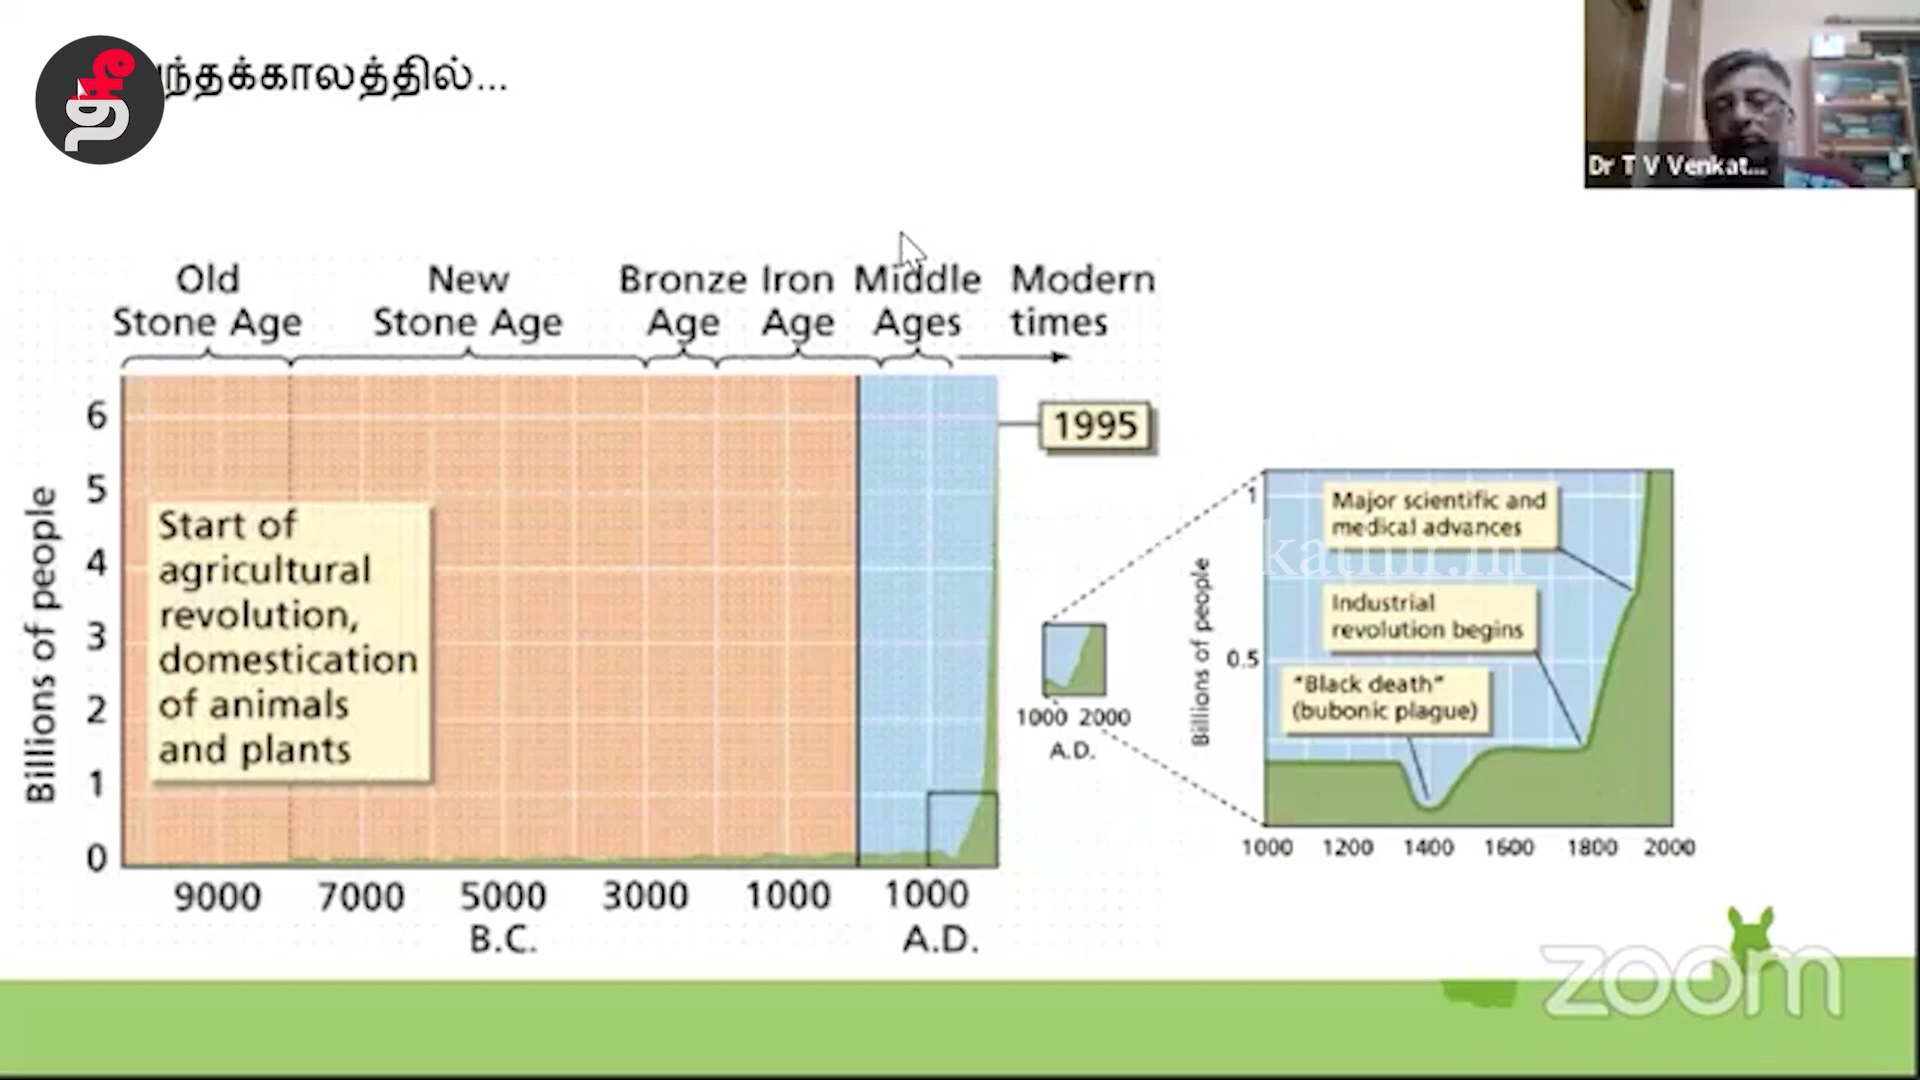 ந்தக்காலத்தில்...
Dr T V Venkat...
Old Stone Age
New Stone Age
Bronze Age
Iron Age
Middle Ages
Modern times
Billions of people
6
5
4
3
2
1
0
Start of
agricultural
revolution,
domestication
of animals
and plants
1995
9000 7000 5000 3000 1000 1000
B.C. A.D.
1000 2000
A.D.
Billions of people
1
0.5
Major scientific and
medical advances
kathir.in
Industrial
revolution begins
"Black death"
(bubonic plague)
1000 1200 1400 1600 1800 2000
zoom